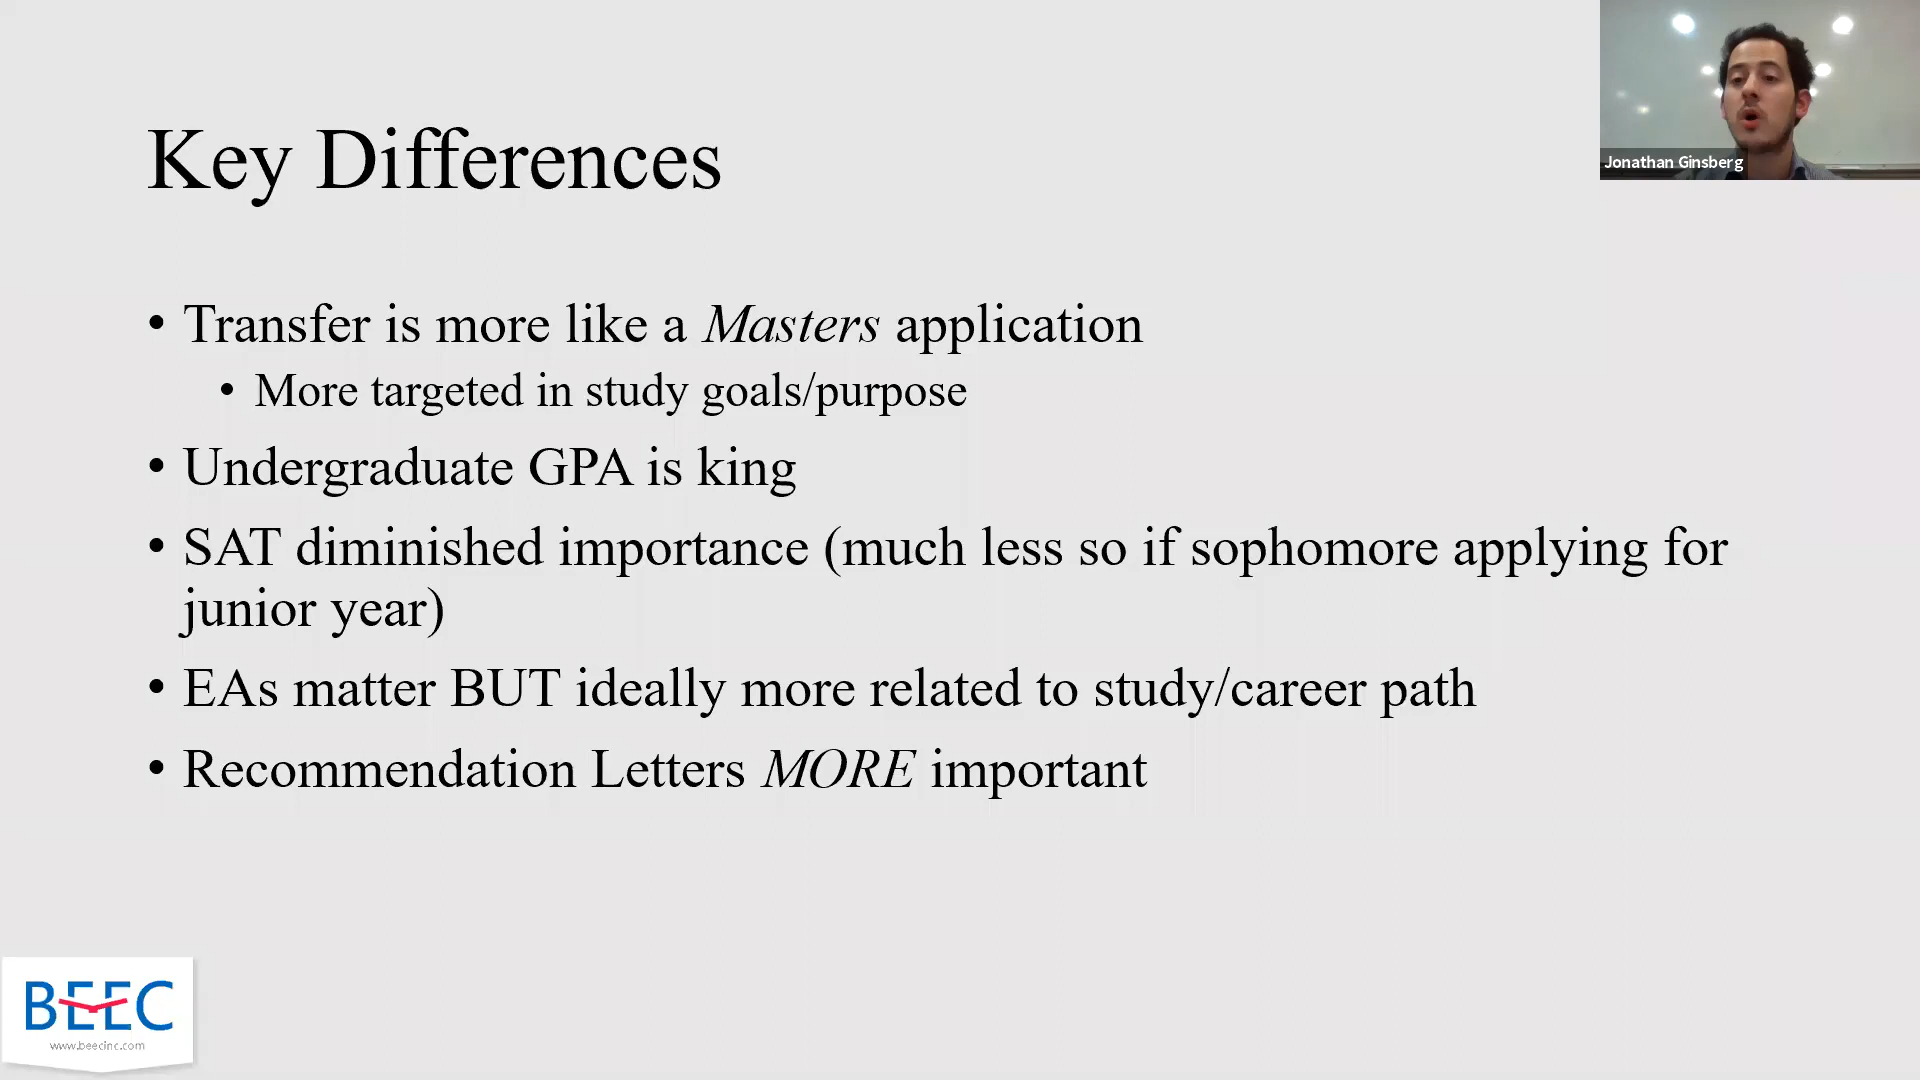 Jonathan Ginsberg
Key Differences
• Transfer is more like a Masters application
• More targeted in study goals/purpose
• Undergraduate GPA is king
• SAT diminished importance (much less so if sophomore applying for
junior year)
• EAs matter BUT ideally more related to study/career path
• Recommendation Letters MORE important
BEEC
www.beecinc.com